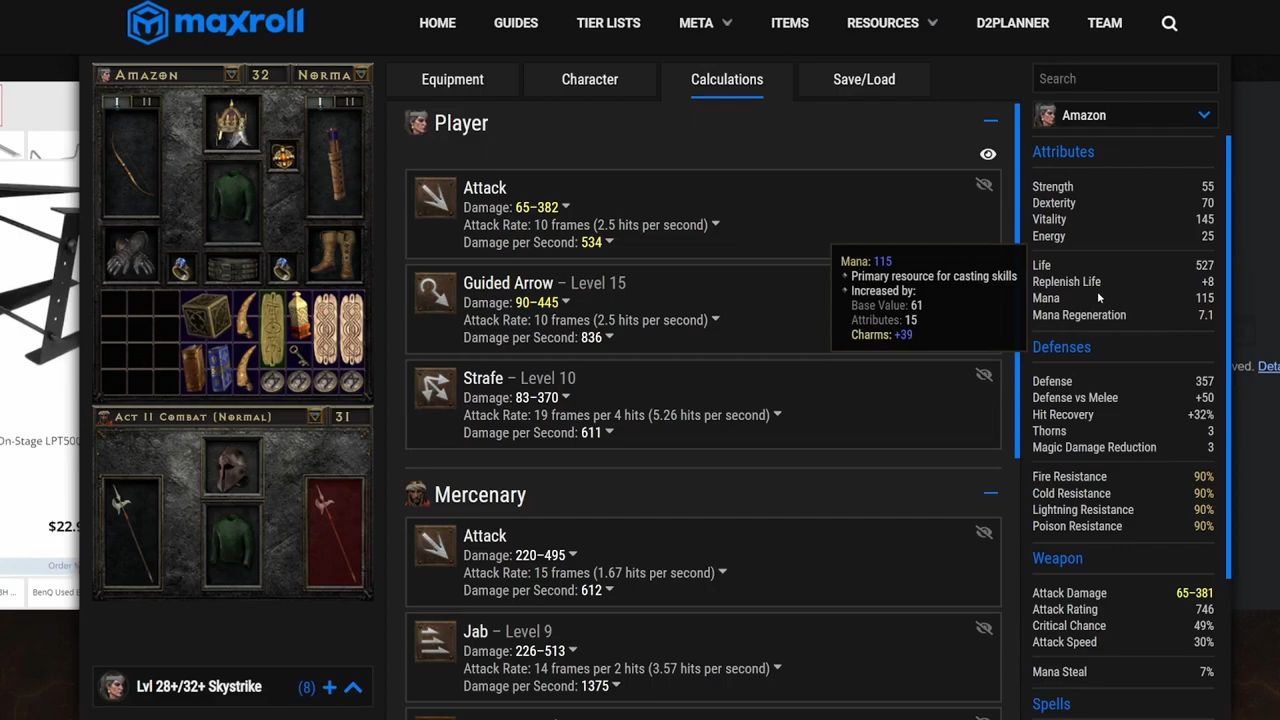 maxroll
HOME
GUIDES
TIER LISTS
META
ITEMS
RESOURCES
D2PLANNER
TEAM
Amazon 32 Norma
I II
I II
Act II Combat (Normal) 31
Lvl 28+/32+ Skystrike (8)
Equipment
Character
Calculations
Save/Load
Player
Attack
Damage: 65–382
Attack Rate: 10 frames (2.5 hits per second)
Damage per Second: 534
Guided Arrow – Level 15
Damage: 90–445
Attack Rate: 10 frames (2.5 hits per second)
Damage per Second: 836
Strafe – Level 10
Damage: 83–370
Attack Rate: 19 frames per 4 hits (5.26 hits per second)
Damage per Second: 611
Mercenary
Attack
Damage: 220–495
Attack Rate: 15 frames (1.67 hits per second)
Damage per Second: 612
Jab – Level 9
Damage: 226–513
Attack Rate: 14 frames per 2 hits (3.57 hits per second)
Damage per Second: 1375
Mana: 115
Primary resource for casting skills
Increased by:
Base Value: 61
Attributes: 15
Charms: +39
Search
Amazon
Attributes
Strength 55
Dexterity 70
Vitality 145
Energy 25
Life 527
Replenish Life +8
Mana 115
Mana Regeneration 7.1
Defenses
Defense 357
Defense vs Melee +50
Hit Recovery +32%
Thorns 3
Magic Damage Reduction 3
Fire Resistance 90%
Cold Resistance 90%
Lightning Resistance 90%
Poison Resistance 90%
Weapon
Attack Damage 65–381
Attack Rating 746
Critical Chance 49%
Attack Speed 30%
Mana Steal 7%
Spells
On-Stage LPT500
$22.9
Order
BH ...
BenQ Used
ved. Deta